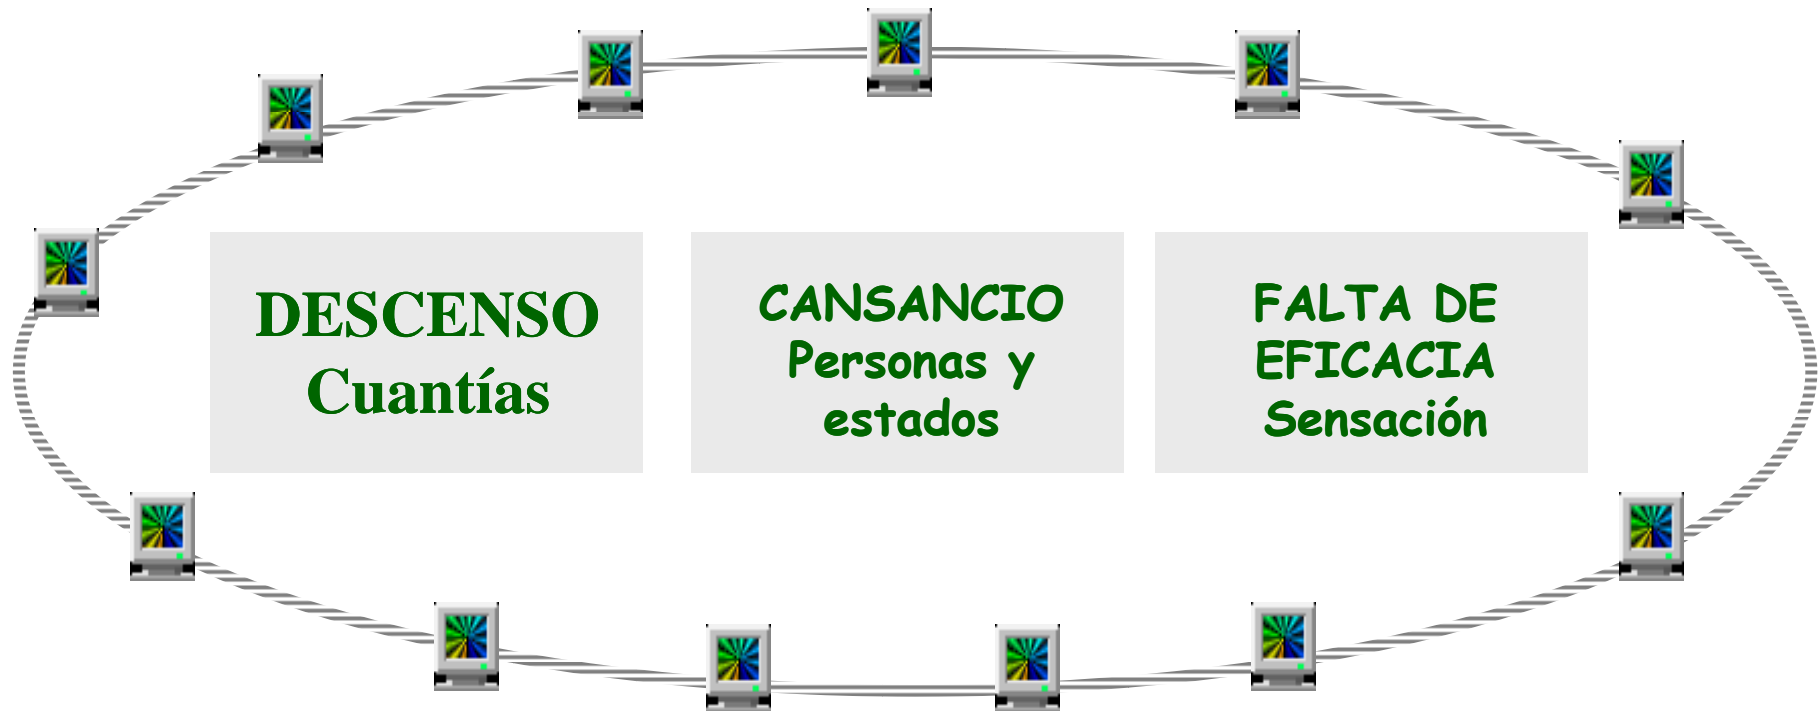 DESCENSO
Cuantías
CANSANCIO
Personas y
estados
FALTA DE
EFICACIA
Sensación